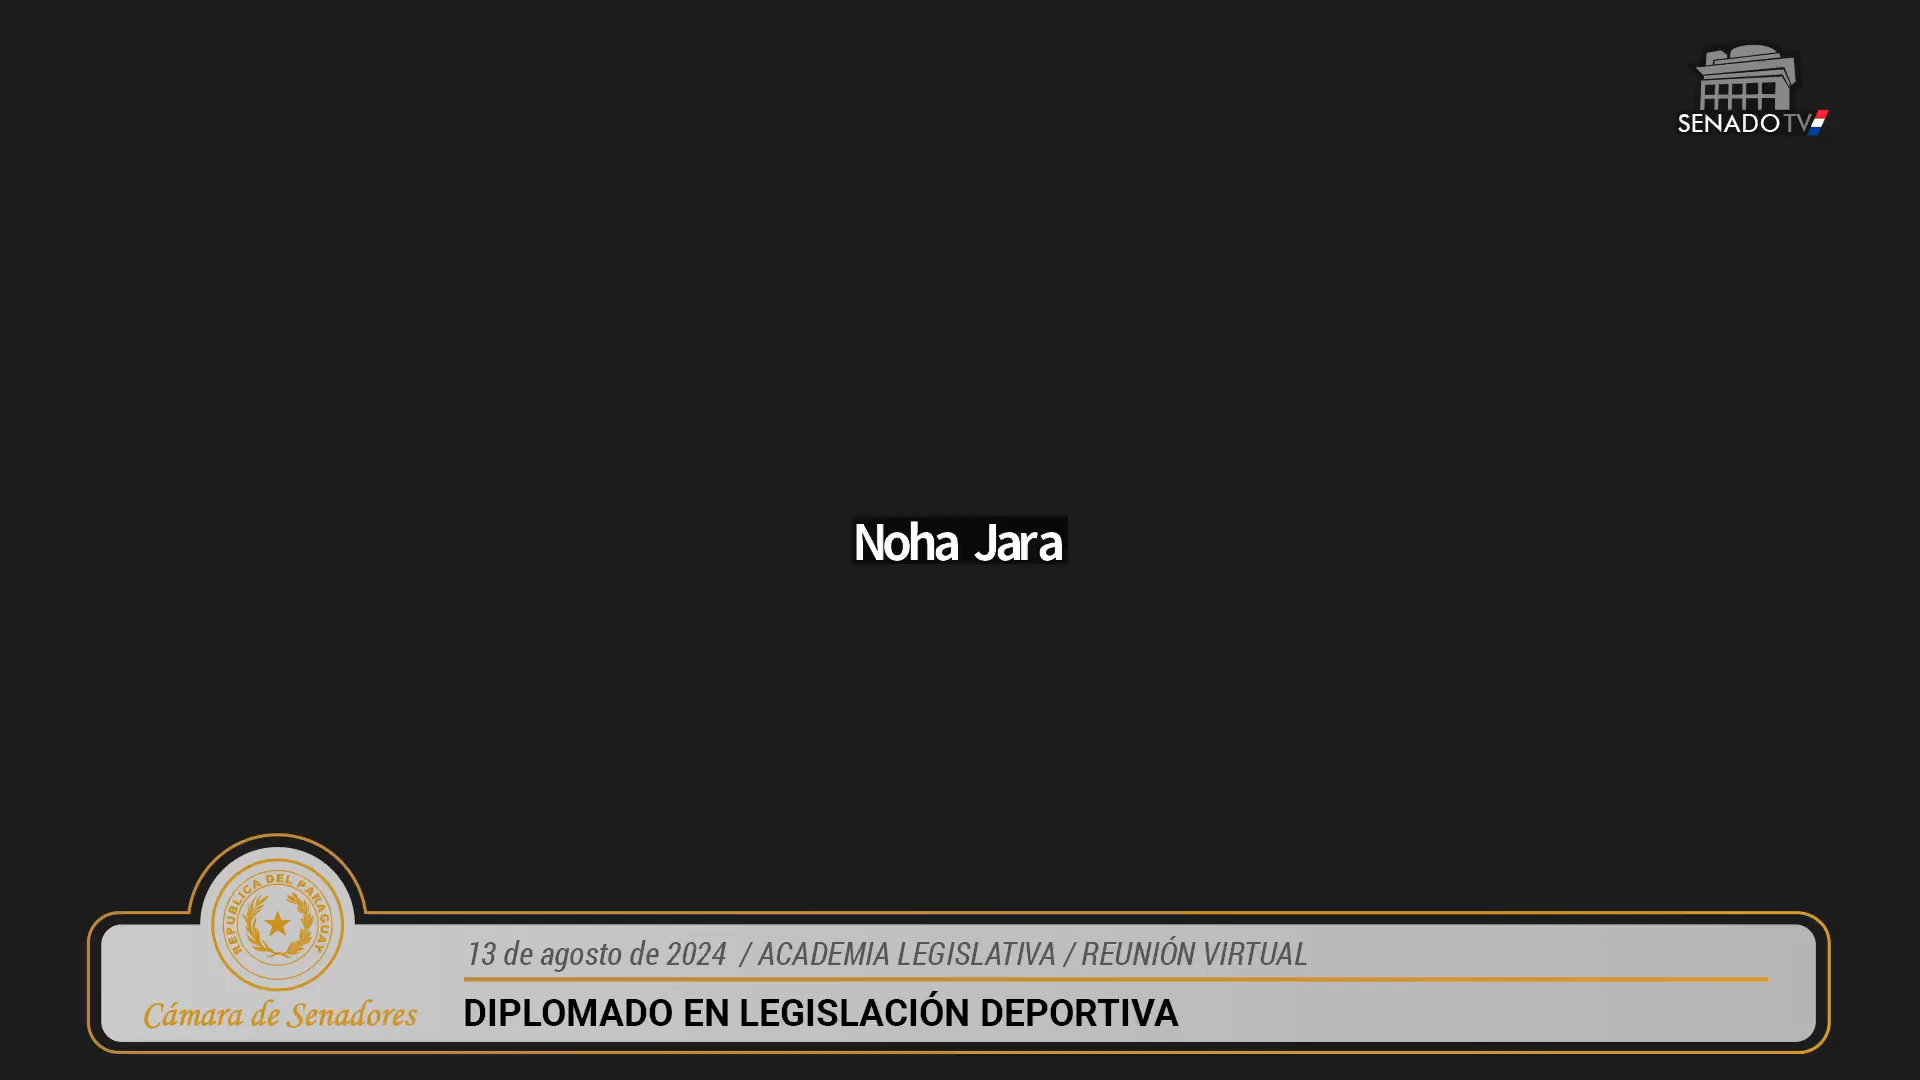 SENADO TV
Noha Jara
REPUBLICA DEL PARAGUAY
13 de agosto de 2024 / ACADEMIA LEGISLATIVA / REUNIÓN VIRTUAL
Cámara de Senadores
DIPLOMADO EN LEGISLACIÓN DEPORTIVA